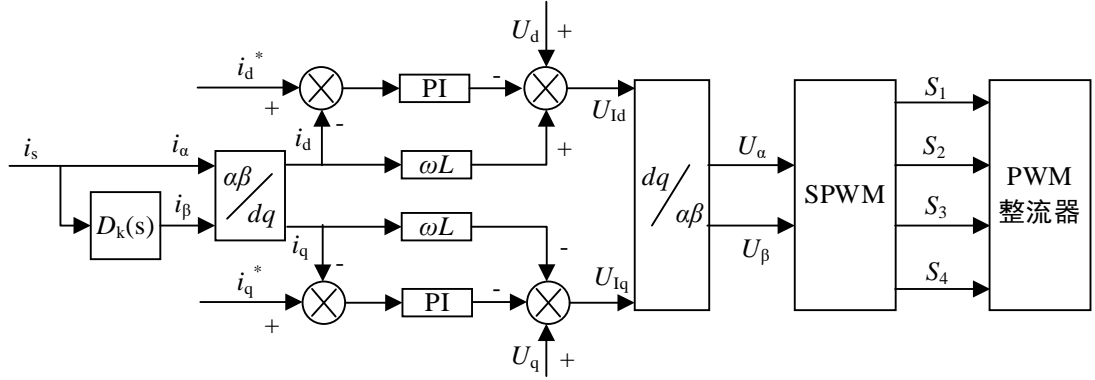 U_d +
i_d^* PI - S_1
+ - U_Id
i_s i_α i_d +
αβ/dq ωL U_α S_2
dq/αβ SPWM PWM
D_k(s) i_β ωL S_3 整流器
i_q - U_β
i_q^* - - U_Iq S_4
+ PI
U_q +